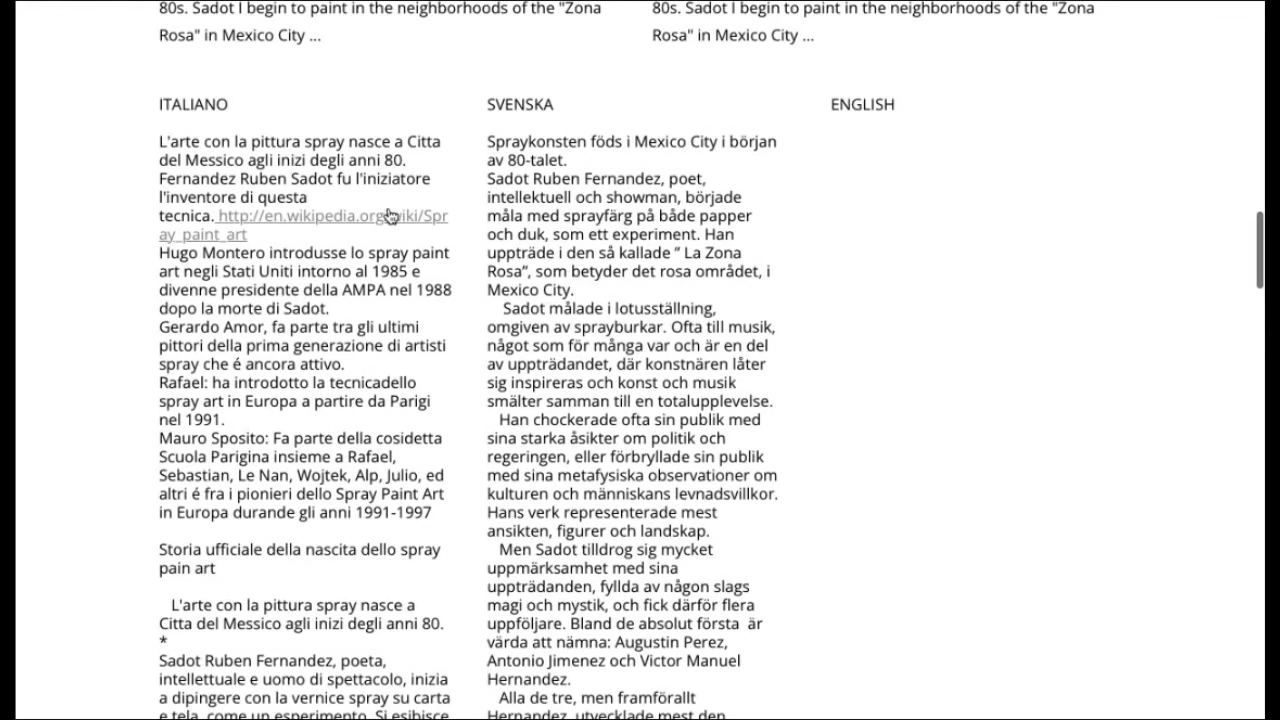 80s. Sadot I begin to paint in the neighborhoods of the "Zona
Rosa" in Mexico City ...
80s. Sadot I begin to paint in the neighborhoods of the "Zona
Rosa" in Mexico City ...
ITALIANO
L'arte con la pittura spray nasce a Citta
del Messico agli inizi degli anni 80.
Fernandez Ruben Sadot fu l'iniziatore
l'inventore di questa
tecnica. http://en.wikipedia.org/wiki/Spr
ay_paint_art
Hugo Montero introdusse lo spray paint
art negli Stati Uniti intorno al 1985 e
divenne presidente della AMPA nel 1988
dopo la morte di Sadot.
Gerardo Amor, fa parte tra gli ultimi
pittori della prima generazione di artisti
spray che é ancora attivo.
Rafael: ha introdotto la tecnicadello
spray art in Europa a partire da Parigi
nel 1991.
Mauro Sposito: Fa parte della cosidetta
Scuola Parigina insieme a Rafael,
Sebastian, Le Nan, Wojtek, Alp, Julio, ed
altri é fra i pionieri dello Spray Paint Art
in Europa durande gli anni 1991-1997
Storia ufficiale della nascita dello spray
pain art
L'arte con la pittura spray nasce a
Citta del Messico agli inizi degli anni 80.
*
Sadot Ruben Fernandez, poeta,
intellettuale e uomo di spettacolo, inizia
a dipingere con la vernice spray su carta
e tela, come un esperimento. Si esibisce
SVENSKA
Spraykonsten föds i Mexico City i början
av 80-talet.
Sadot Ruben Fernandez, poet,
intellektuell och showman, började
måla med sprayfärg på både papper
och duk, som ett experiment. Han
uppträde i den så kallade ” La Zona
Rosa”, som betyder det rosa området, i
Mexico City.
Sadot målade i lotusställning,
omgiven av sprayburkar. Ofta till musik,
något som för många var och är en del
av uppträdandet, där konstnären låter
sig inspireras och konst och musik
smälter samman till en totalupplevelse.
Han chockerade ofta sin publik med
sina starka åsikter om politik och
regeringen, eller förbryllade sin publik
med sina metafysiska observationer om
kulturen och människans levnadsvillkor.
Hans verk representerade mest
ansikten, figurer och landskap.
Men Sadot tilldrog sig mycket
uppmärksamhet med sina
uppträdanden, fyllda av någon slags
magi och mystik, och fick därför flera
uppföljare. Bland de absolut första är
värda att nämna: Augustin Perez,
Antonio Jimenez och Victor Manuel
Hernandez.
Alla de tre, men framförallt
Hernandez, utvecklade mest den
ENGLISH